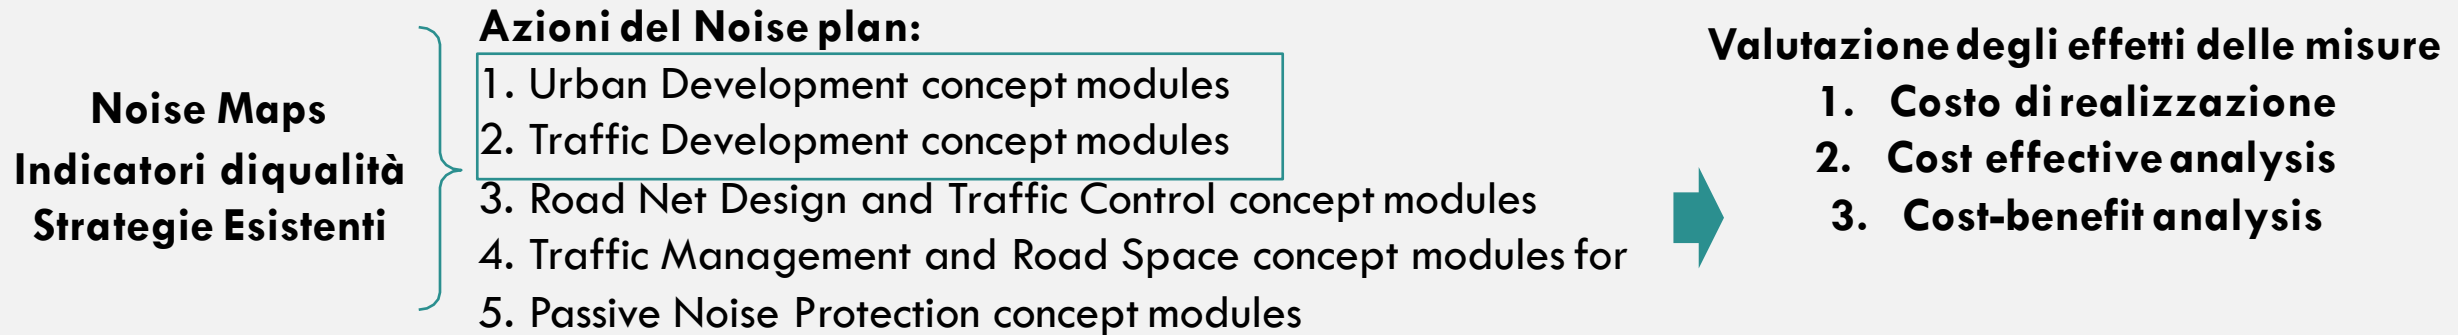 Noise Maps
Indicatori diqualità
Strategie Esistenti
Azioni del Noise plan:
1. Urban Development concept modules
2. Traffic Development concept modules
3. Road Net Design and Traffic Control concept modules
4. Traffic Management and Road Space concept modules for
5. Passive Noise Protection concept modules
Valutazione degli effetti delle misure
1. Costo di realizzazione
2. Cost effective analysis
3. Cost-benefit analysis